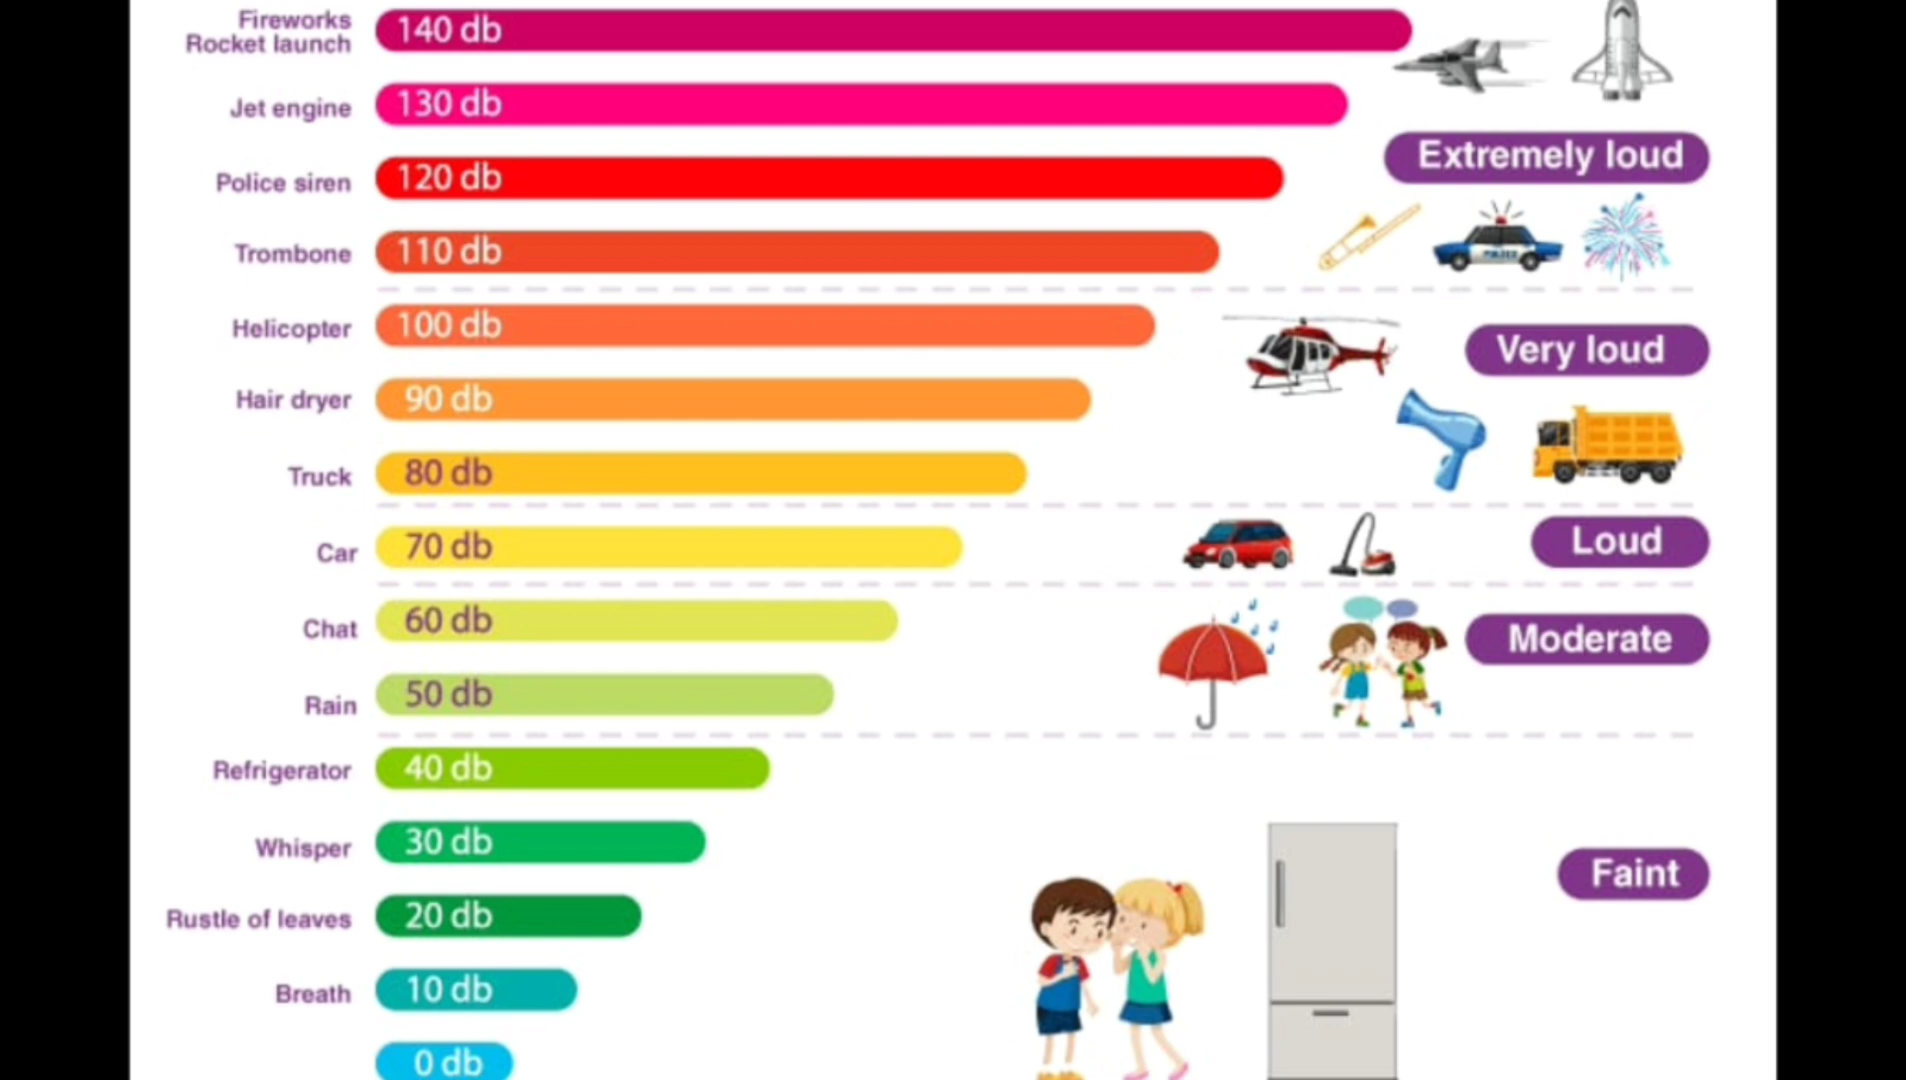 Fireworks
Rocket launch
140 db
Jet engine
130 db
Extremely loud
Police siren
120 db
Trombone
110 db
POLICE
Helicopter
100 db
Very loud
Hair dryer
90 db
Truck
80 db
Car
70 db
Loud
Chat
60 db
Moderate
Rain
50 db
Refrigerator
40 db
Whisper
30 db
Faint
Rustle of leaves
20 db
Breath
10 db
0 db